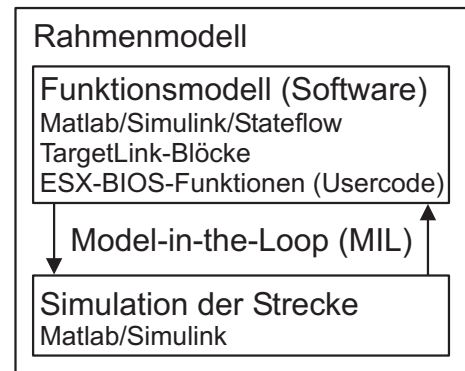 Rahmenmodell
Funktionsmodell (Software)
Matlab/Simulink/Stateflow
TargetLink-Blöcke
ESX-BIOS-Funktionen (Usercode)
Model-in-the-Loop (MIL)
Simulation der Strecke
Matlab/Simulink